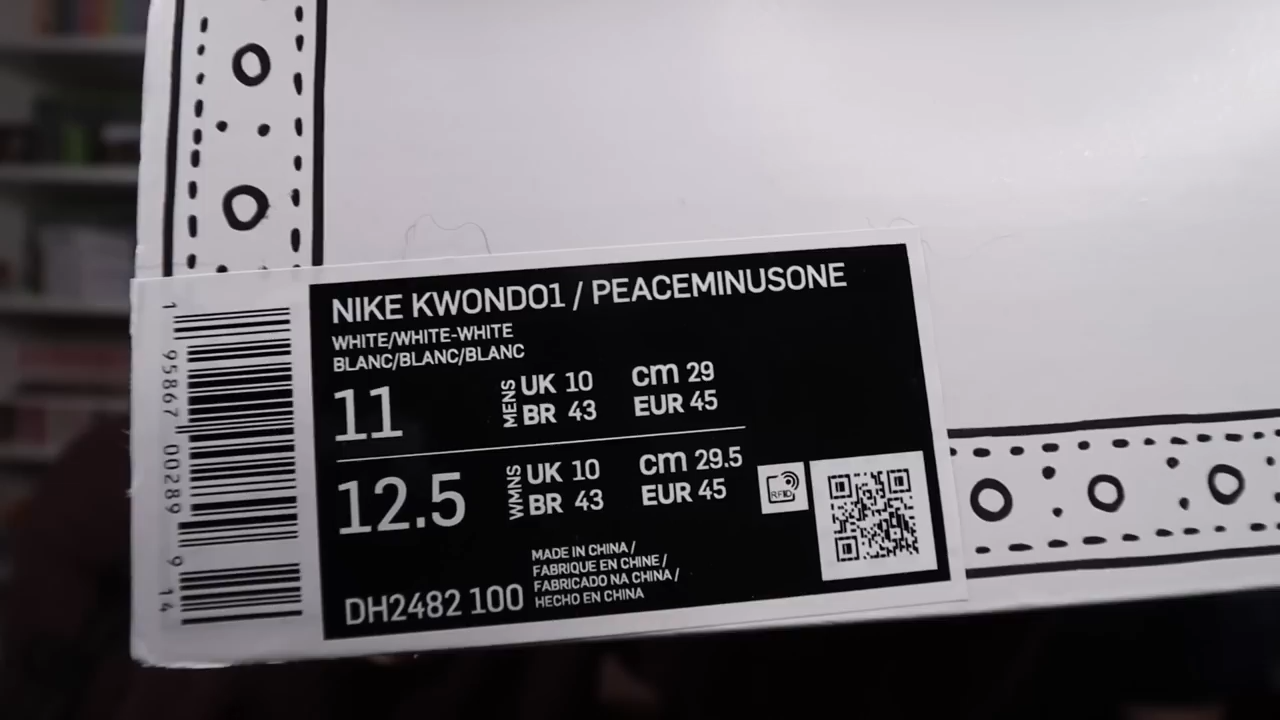 NIKE KWONDO1 / PEACEMINUSONE
WHITE/WHITE-WHITE
BLANC/BLANC/BLANC
11
MENS
UK 10
cm 29
BR 43
EUR 45
12.5
WMNS
UK 10
cm 29.5
BR 43
EUR 45
RFID
MADE IN CHINA /
FABRIQUE EN CHINE /
FABRICADO NA CHINA /
HECHO EN CHINA
DH2482 100
1 95867 00289 9 14